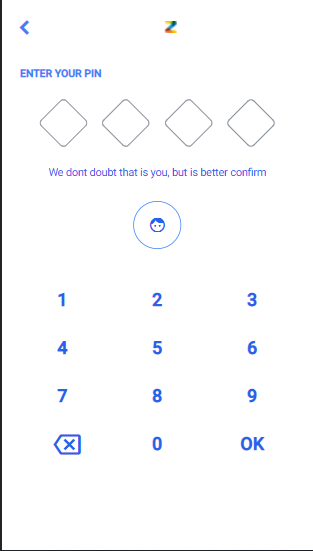 Z
ENTER YOUR PIN
We dont doubt that is you, but is better confirm
1 2 3
4 5 6
7 8 9
0 OK